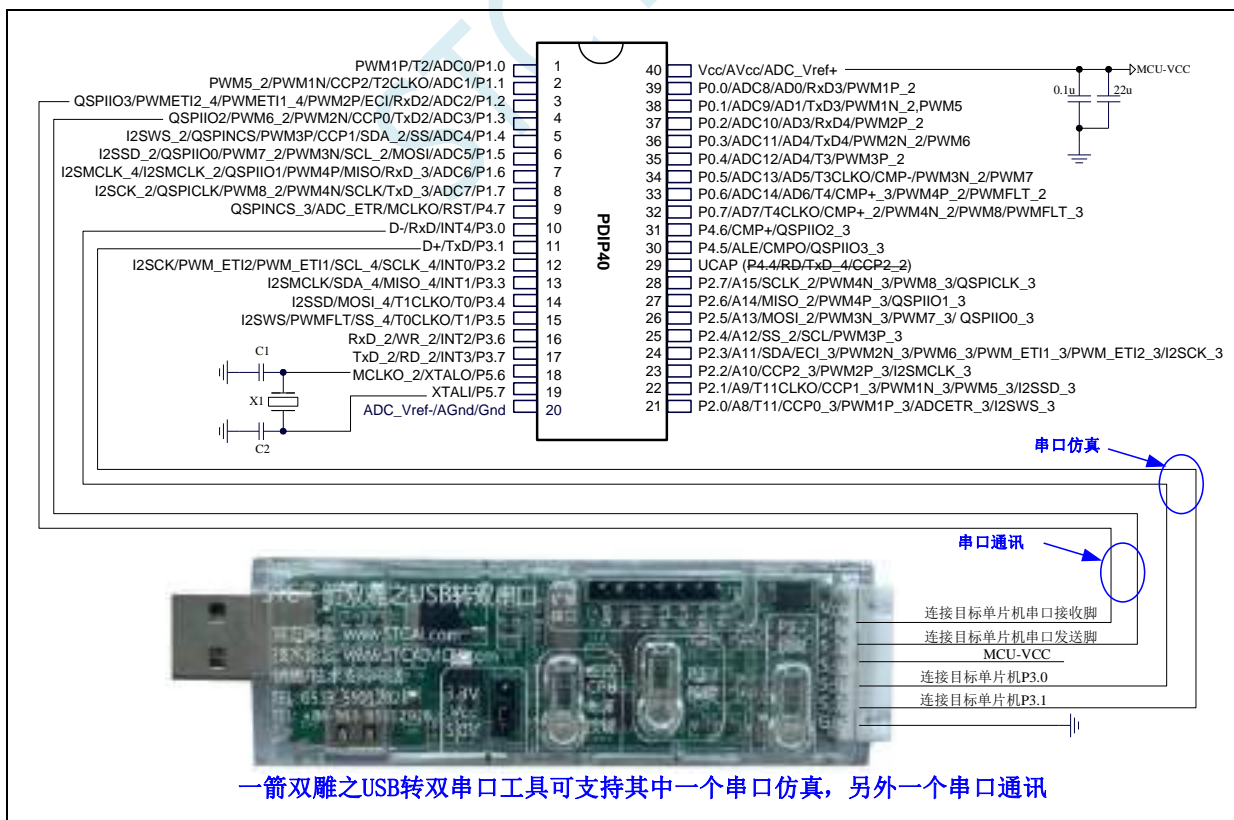 PWM1P/T2/ADC0/P1.0
PWM5_2/PWM1N/CCP2/T2CLKO/ADC1/P1.1
QSPIIO3/PWMETI2_4/PWMETI1_4/PWM2P/ECI/RxD2/ADC2/P1.2
QSPIIO2/PWM6_2/PWM2N/CCP0/TxD2/ADC3/P1.3
I2SWS_2/QSPINCS/PWM3P/CCP1/SDA_2/SS/ADC4/P1.4
I2SSD_2/QSPIIO0/PWM7_2/PWM3N/SCL_2/MOSI/ADC5/P1.5
I2SMCLK_4/I2SMCLK_2/QSPIIO1/PWM4P/MISO/RxD_3/ADC6/P1.6
I2SCK_2/QSPICLK/PWM8_2/PWM4N/SCLK/TxD_3/ADC7/P1.7
QSPINCS_3/ADC_ETR/MCLKO/RST/P4.7
D-/RxD/INT4/P3.0
D+/TxD/P3.1
I2SCK/PWM_ETI2/PWM_ETI1/SCL_4/SCLK_4/INT0/P3.2
I2SMCLK/SDA_4/MISO_4/INT1/P3.3
I2SSD/MOSI_4/T1CLKO/T0/P3.4
I2SWS/PWMFLT/SS_4/T0CLKO/T1/P3.5
RxD_2/WR_2/INT2/P3.6
TxD_2/RD_2/INT3/P3.7
MCLKO_2/XTALO/P5.6
XTALI/P5.7
ADC_Vref-/AGnd/Gnd
1
2
3
4
5
6
7
8
9
10
11
12
13
14
15
16
17
18
19
20
PDIP40
40 Vcc/AVcc/ADC_Vref+
39 P0.0/ADC8/AD0/RxD3/PWM1P_2
38 P0.1/ADC9/AD1/TxD3/PWM1N_2,PWM5
37 P0.2/ADC10/AD3/RxD4/PWM2P_2
36 P0.3/ADC11/AD4/TxD4/PWM2N_2/PWM6
35 P0.4/ADC12/AD4/T3/PWM3P_2
34 P0.5/ADC13/AD5/T3CLKO/CMP-/PWM3N_2/PWM7
33 P0.6/ADC14/AD6/T4/CMP+_3/PWM4P_2/PWMFLT_2
32 P0.7/AD7/T4CLKO/CMP+_2/PWM4N_2/PWM8/PWMFLT_3
31 P4.6/CMP+/QSPIIO2_3
30 P4.5/ALE/CMPO/QSPIIO3_3
29 UCAP (P4.4/RD/TxD_4/CCP2_2)
28 P2.7/A15/SCLK_2/PWM4N_3/PWM8_3/QSPICLK_3
27 P2.6/A14/MISO_2/PWM4P_3/QSPIIO1_3
26 P2.5/A13/MOSI_2/PWM3N_3/PWM7_3/ QSPIIO0_3
25 P2.4/A12/SS_2/SCL/PWM3P_3
24 P2.3/A11/SDA/ECI_3/PWM2N_3/PWM6_3/PWM_ETI1_3/PWM_ETI2_3/I2SCK_3
23 P2.2/A10/CCP2_3/PWM2P_3/I2SMCLK_3
22 P2.1/A9/T11CLKO/CCP1_3/PWM1N_3/PWM5_3/I2SSD_3
21 P2.0/A8/T11/CCP0_3/PWM1P_3/ADCETR_3/I2SWS_3
MCU-VCC
0.1u
22u
C1
X1
C2
串口仿真
串口通讯
连接目标单片机串口接收脚
连接目标单片机串口发送脚
MCU-VCC
连接目标单片机P3.0
连接目标单片机P3.1
一箭双雕之USB转双串口
www.STCAI.com
3.3V
5.0V
一箭双雕之USB转双串口工具可支持其中一个串口仿真，另外一个串口通讯